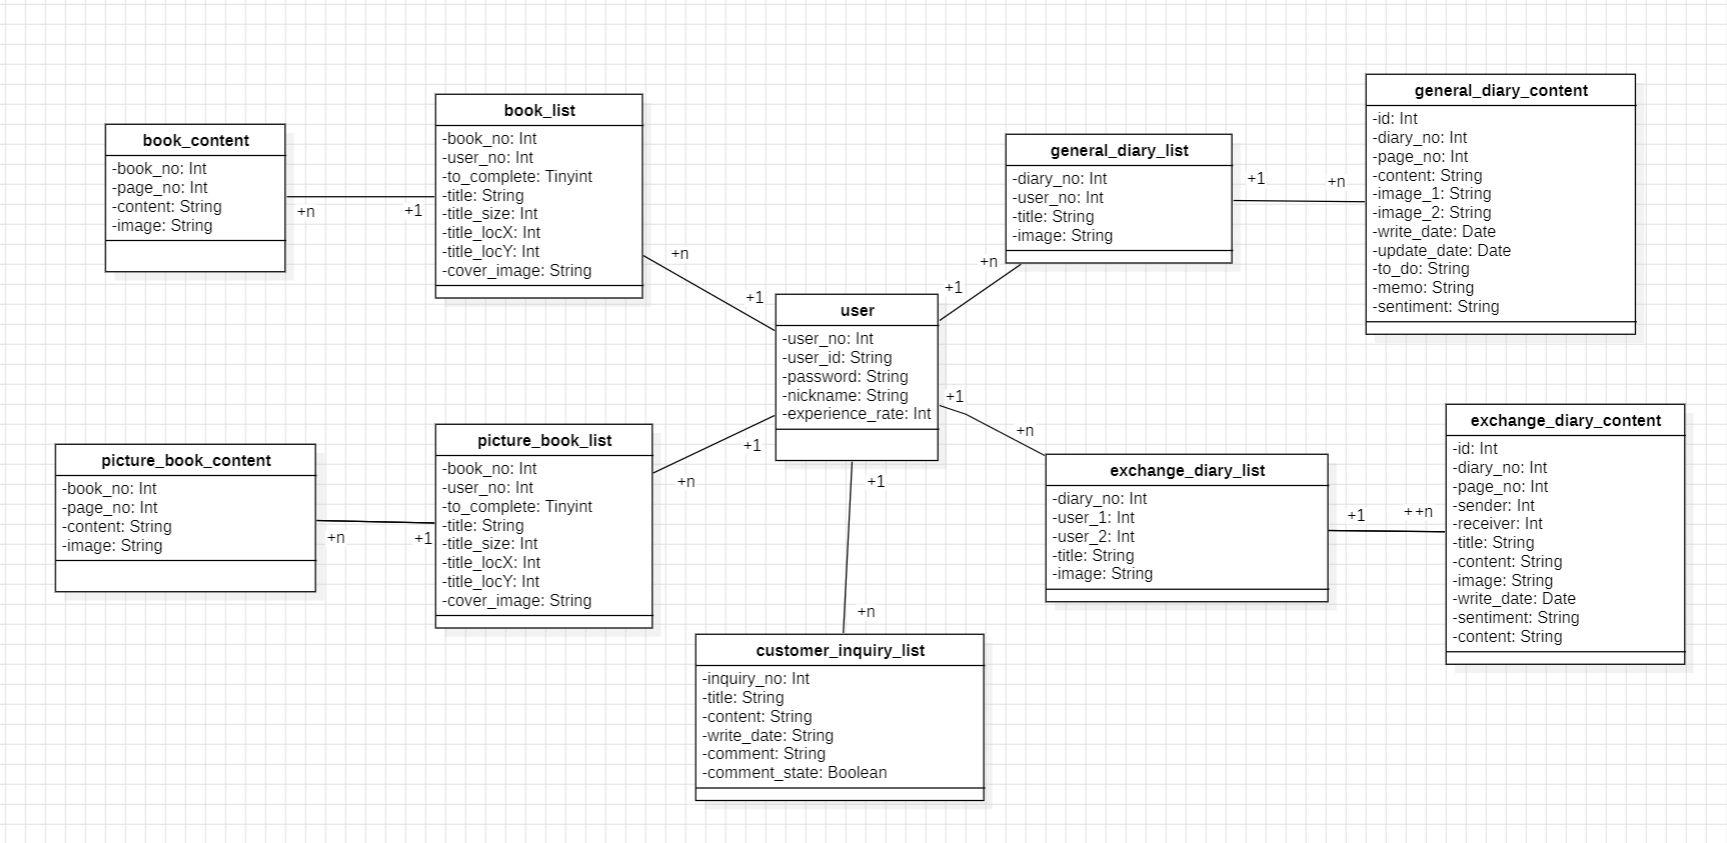 book_content
-book_no: Int
-page_no: Int
-content: String
-image: String
+n
+1
book_list
-book_no: Int
-user_no: Int
-to_complete: Tinyint
-title: String
-title_size: Int
-title_locX: Int
-title_locY: Int
-cover_image: String
+n
+1
general_diary_list
-diary_no: Int
-user_no: Int
-title: String
-image: String
+n
+1
+1
+n
general_diary_content
-id: Int
-diary_no: Int
-page_no: Int
-content: String
-image_1: String
-image_2: String
-write_date: Date
-update_date: Date
-to_do: String
-memo: String
-sentiment: String
user
-user_no: Int
-user_id: String
-password: String
-nickname: String
-experience_rate: Int
+1
+n
+1
+n
+1
+n
picture_book_content
-book_no: Int
-page_no: Int
-content: String
-image: String
+n
+1
picture_book_list
-book_no: Int
-user_no: Int
-to_complete: Tinyint
-title: String
-title_size: Int
-title_locX: Int
-title_locY: Int
-cover_image: String
exchange_diary_list
-diary_no: Int
-user_1: Int
-user_2: Int
-title: String
-image: String
+1
++n
exchange_diary_content
-id: Int
-diary_no: Int
-page_no: Int
-sender: Int
-receiver: Int
-title: String
-content: String
-image: String
-write_date: Date
-sentiment: String
-content: String
customer_inquiry_list
-inquiry_no: Int
-title: String
-content: String
-write_date: String
-comment: String
-comment_state: Boolean